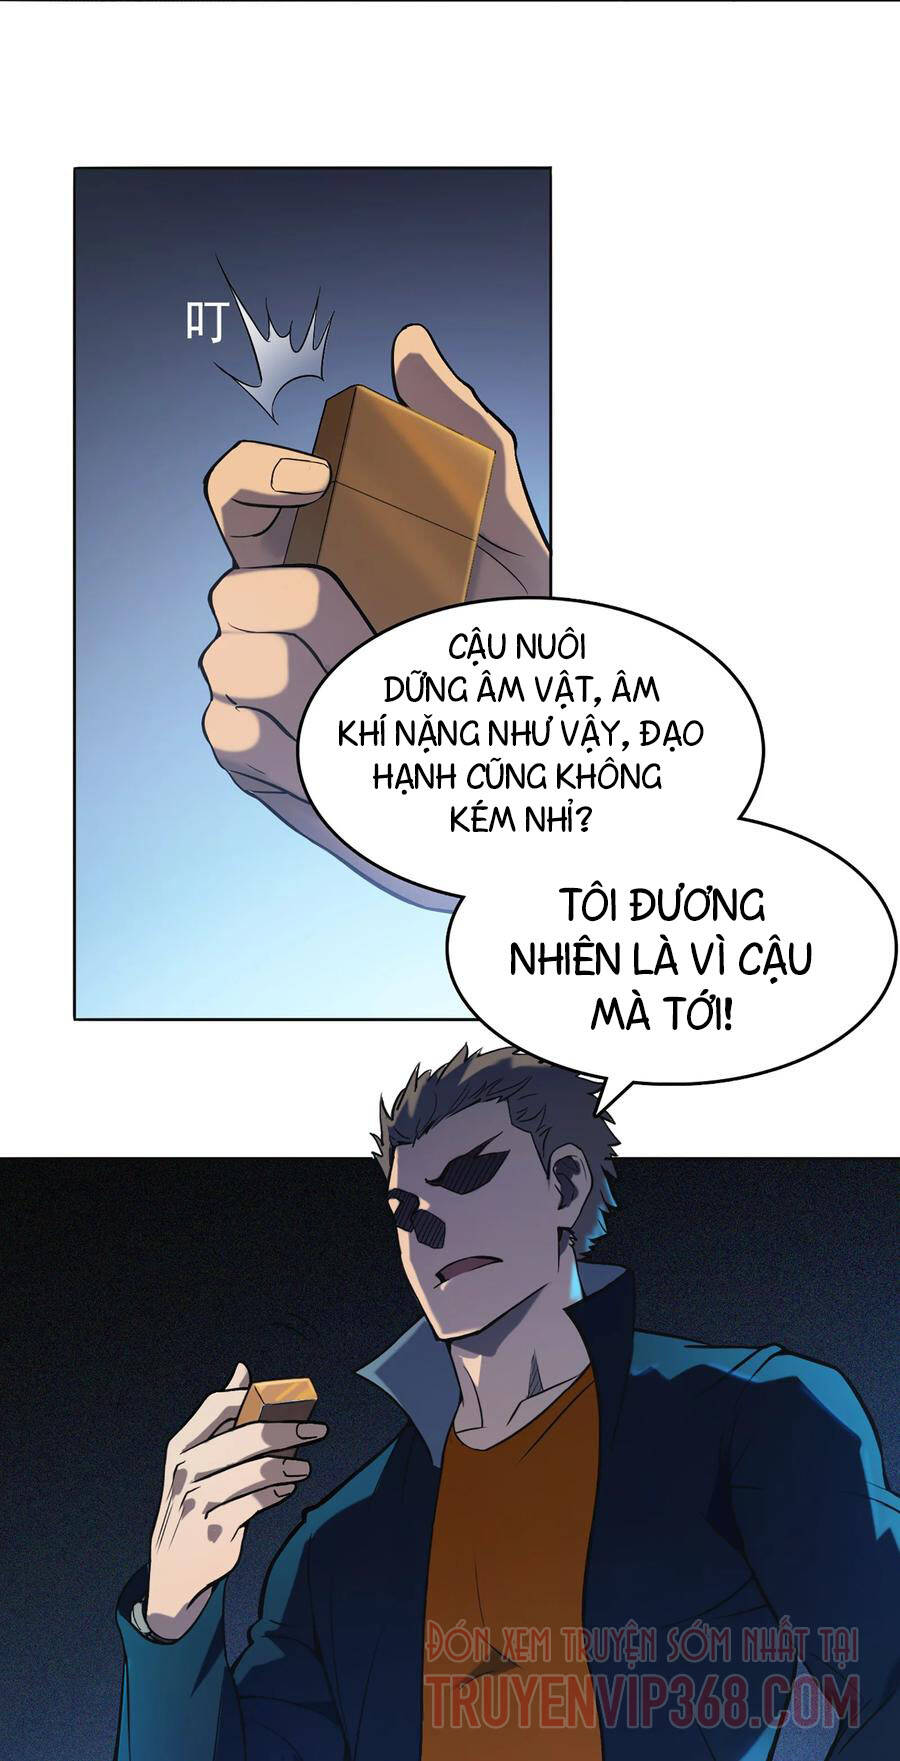 叮
CẬU NUÔI
DỮNG ÂM VẬT, ÂM
KHÍ NẶNG NHƯ VẬY, ĐẠO
HẠNH CŨNG KHÔNG
KÉM NHỈ?
TÔI ĐƯƠNG
NHIÊN LÀ VÌ CẬU
MÀ TỚI!
ĐÓN XEM TRUYỆN SỚM NHẤT TẠI
TRUYENVIP368.COM